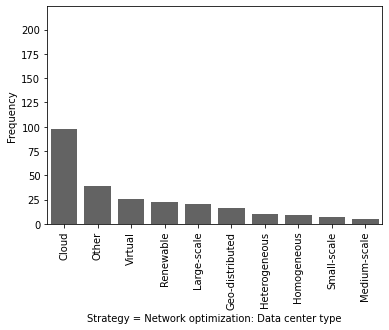 200
175
150
125
100
75
50
25
0
Frequency
Cloud
Other
Virtual
Renewable
Large-scale
Geo-distributed
Heterogeneous
Homogeneous
Small-scale
Medium-scale
Strategy = Network optimization: Data center type